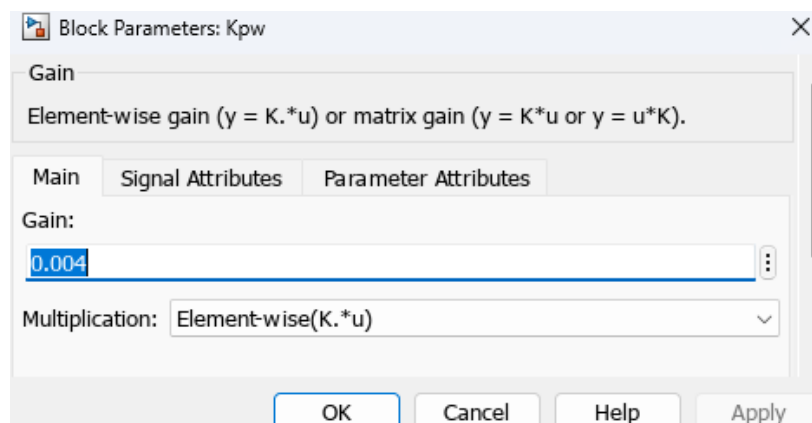 Block Parameters: Kpw
Gain
Element-wise gain (y = K.*u) or matrix gain (y = K*u or y = u*K).
Main Signal Attributes Parameter Attributes
Gain:
0.004
Multiplication: Element-wise(K.*u)
OK Cancel Help Apply